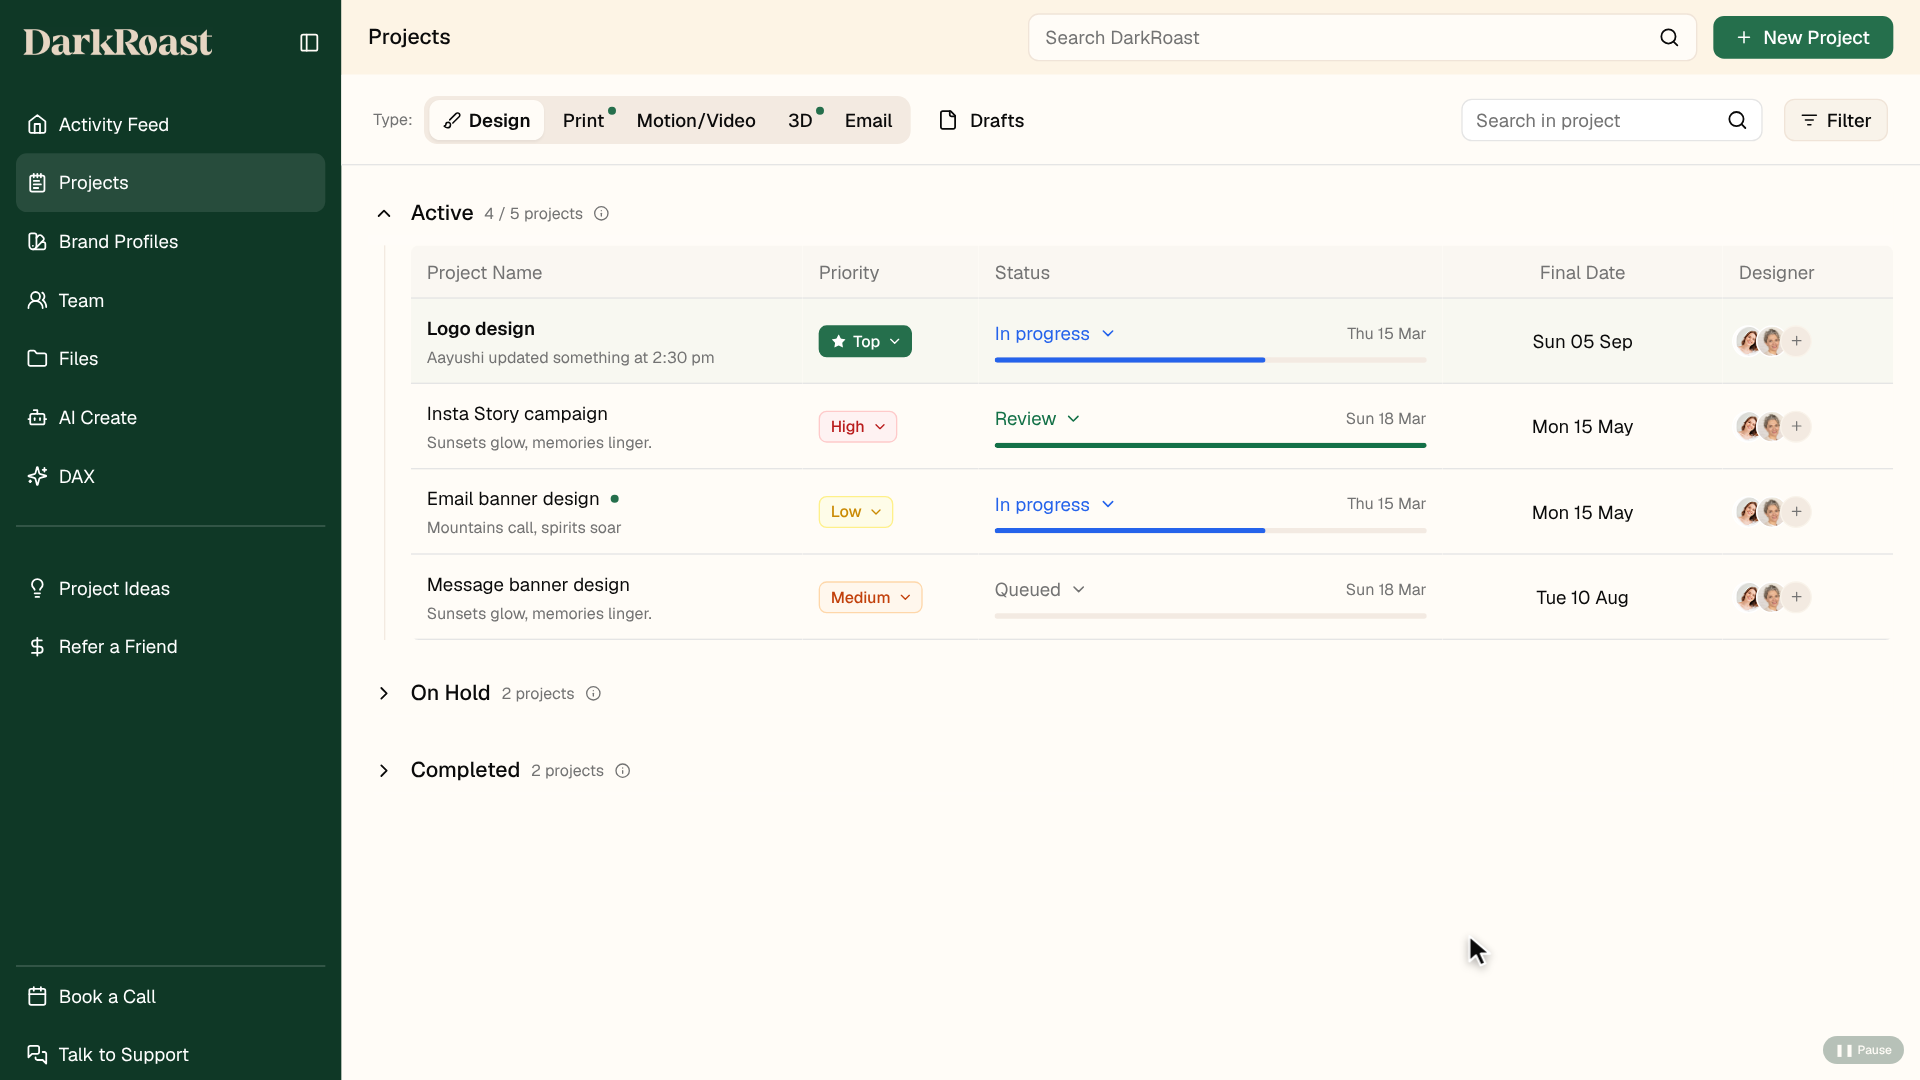 DarkRoast
Activity Feed
Projects
Brand Profiles
Team
Files
AI Create
DAX
Project Ideas
Refer a Friend
Book a Call
Talk to Support
Projects
Search DarkRoast
New Project
Type:
Design
Print
Motion/Video
3D
Email
Drafts
Search in project
Filter
Active 4 / 5 projects
Project Name Priority Status Final Date Designer
Logo design
Aayushi updated something at 2:30 pm
Top
In progress
Thu 15 Mar
Sun 05 Sep
Insta Story campaign
Sunsets glow, memories linger.
High
Review
Sun 18 Mar
Mon 15 May
Email banner design
Mountains call, spirits soar
Low
In progress
Thu 15 Mar
Mon 15 May
Message banner design
Sunsets glow, memories linger.
Medium
Queued
Sun 18 Mar
Tue 10 Aug
On Hold 2 projects
Completed 2 projects
Pause